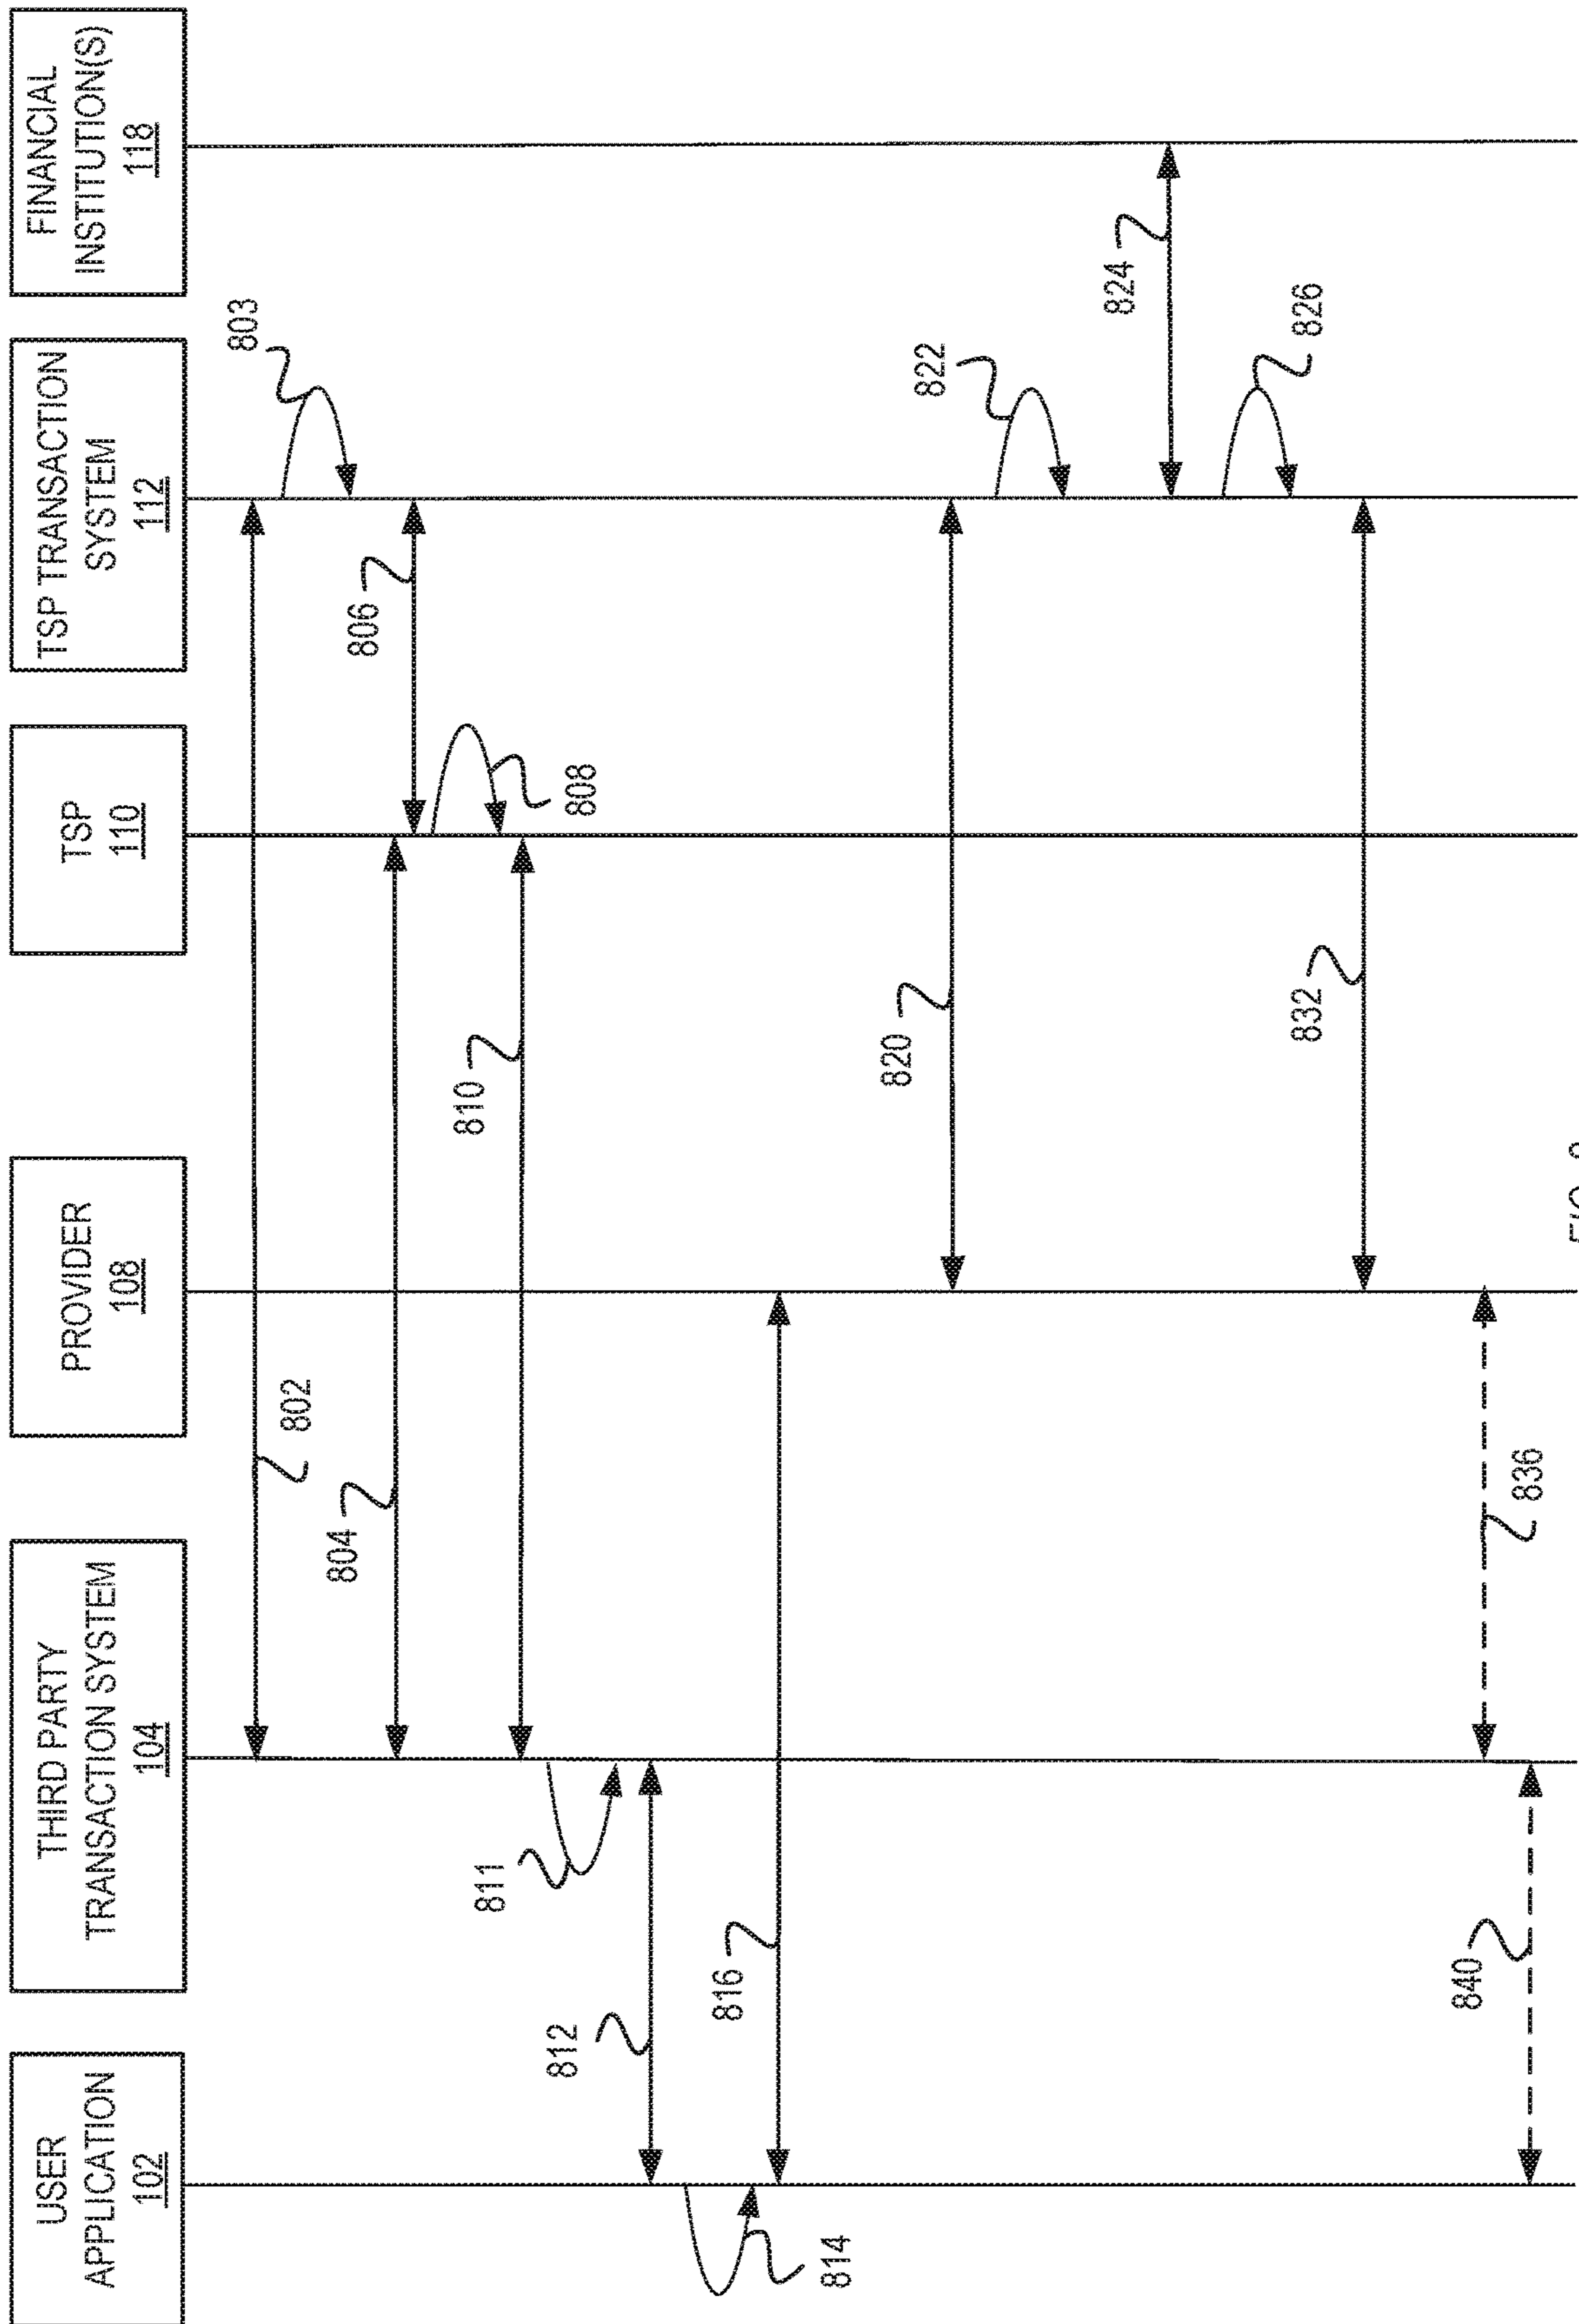 USER
APPLICATION
102
THIRD PARTY
TRANSACTION SYSTEM
104
PROVIDER
108
TSP
110
TSP TRANSACTION
SYSTEM
112
FINANCIAL
INSTITUTION(S)
118
803
802
804
806
810
808
811
812
816
814
820
822
824
826
832
836
840